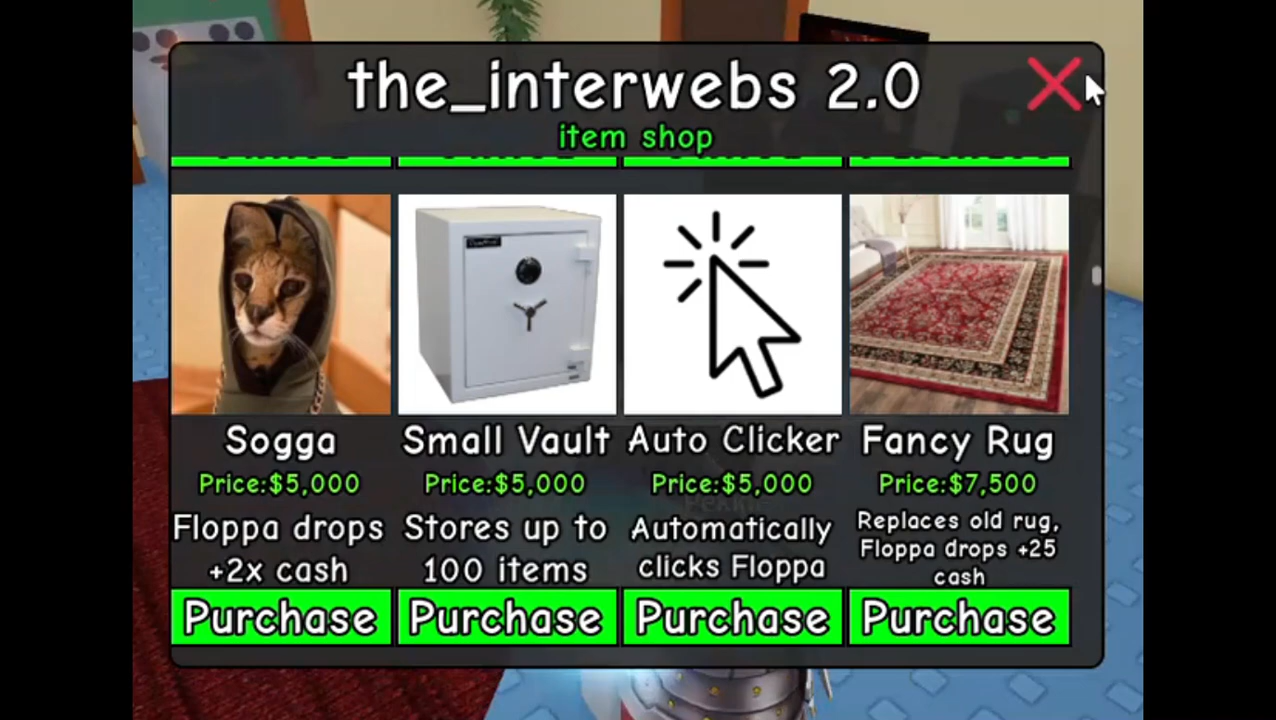 the_interwebs 2.0
item shop
Sogga
Small Vault
Auto Clicker
Fancy Rug
Price:$5,000
Price:$5,000
Price:$5,000
Price:$7,500
Floppa drops
+2x cash
Stores up to
100 items
Automatically
clicks Floppa
Replaces old rug,
Floppa drops +25
cash
Purchase
Purchase
Purchase
Purchase